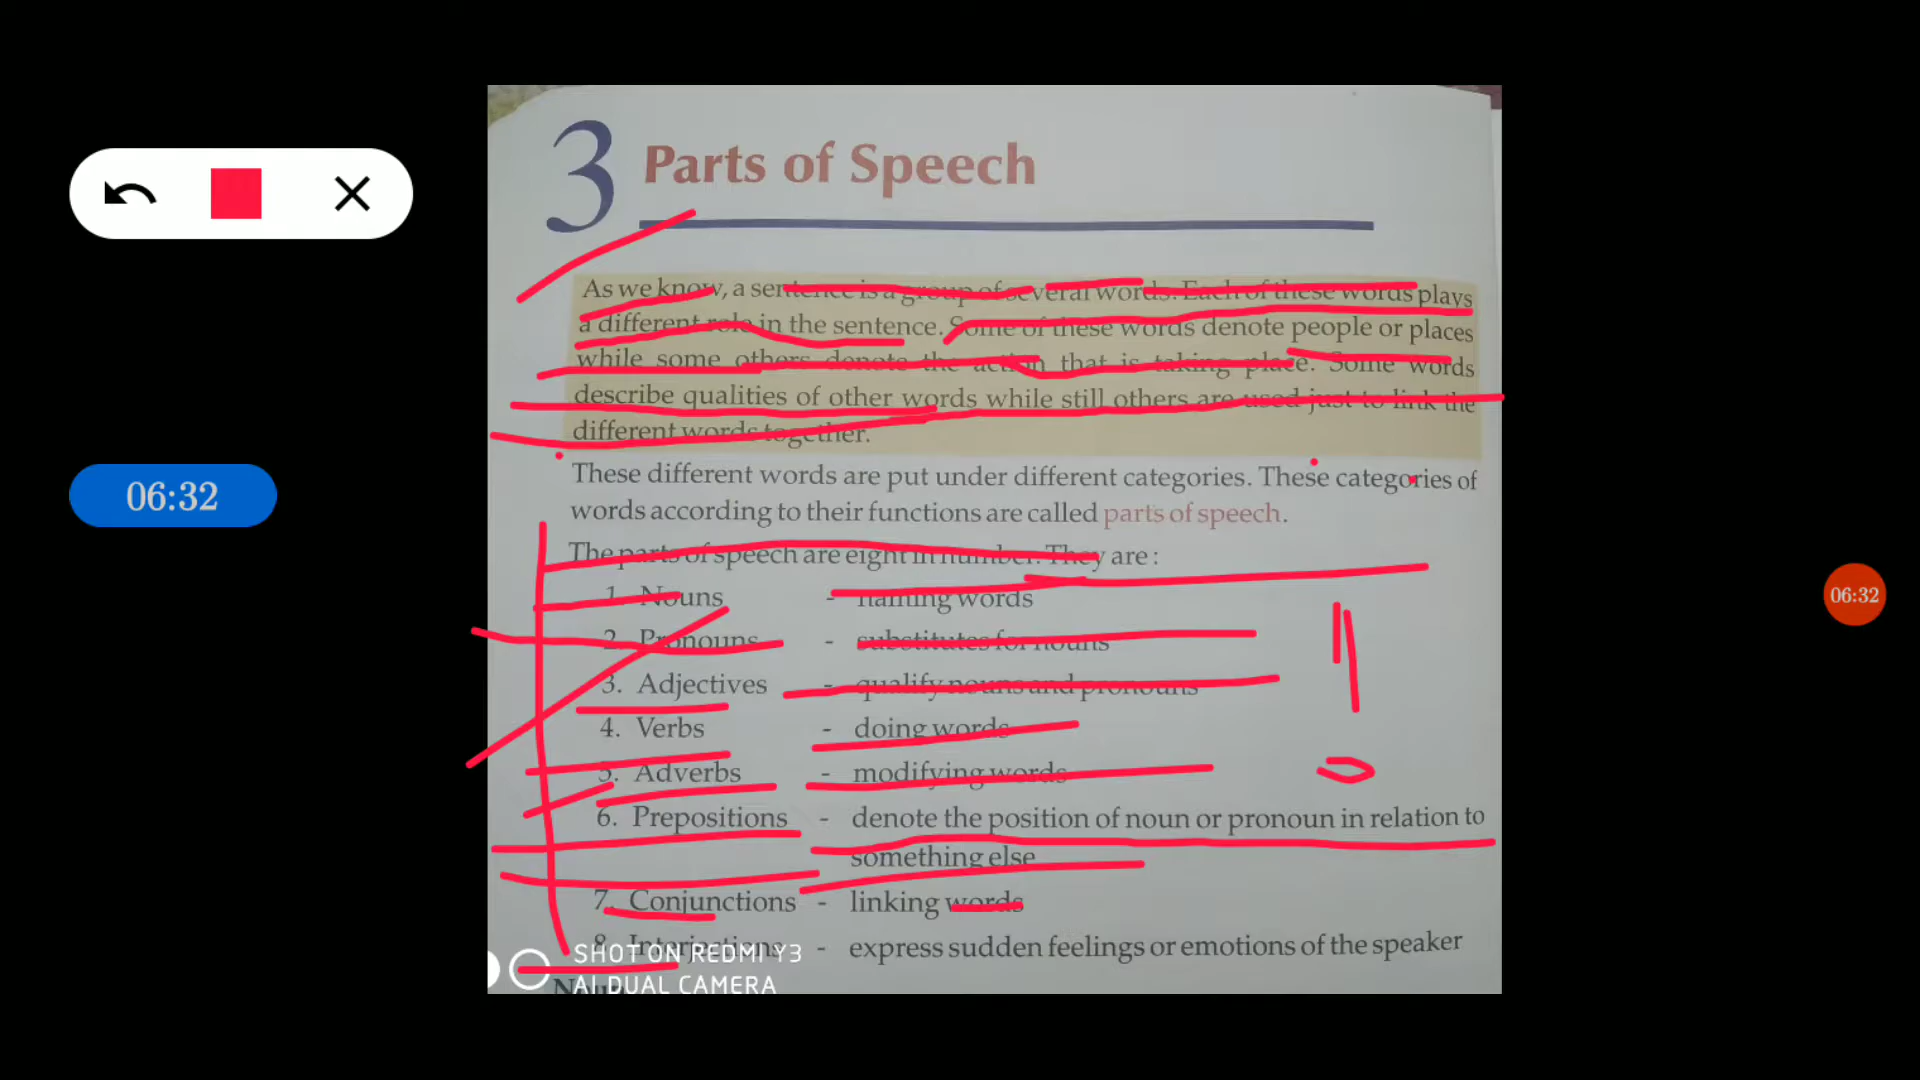 3 Parts of Speech
As we know, a sentence is a group of several words. Each of these words plays
a different role in the sentence. Some of these words denote people or places
while some others denote the action that is taking place. Some words
describe qualities of other words while still others are used just to link the
different words together.
These different words are put under different categories. These categories of
words according to their functions are called parts of speech.
The parts of speech are eight in number. They are :
1. Nouns - naming words
2. Pronouns - substitutes for nouns
3. Adjectives - qualify nouns and pronouns
4. Verbs - doing words
5. Adverbs - modifying words
6. Prepositions - denote the position of noun or pronoun in relation to
something else
7. Conjunctions - linking words
8. Interjections - express sudden feelings or emotions of the speaker
SHOT ON REDMI Y3
AI DUAL CAMERA
06:32
06:32